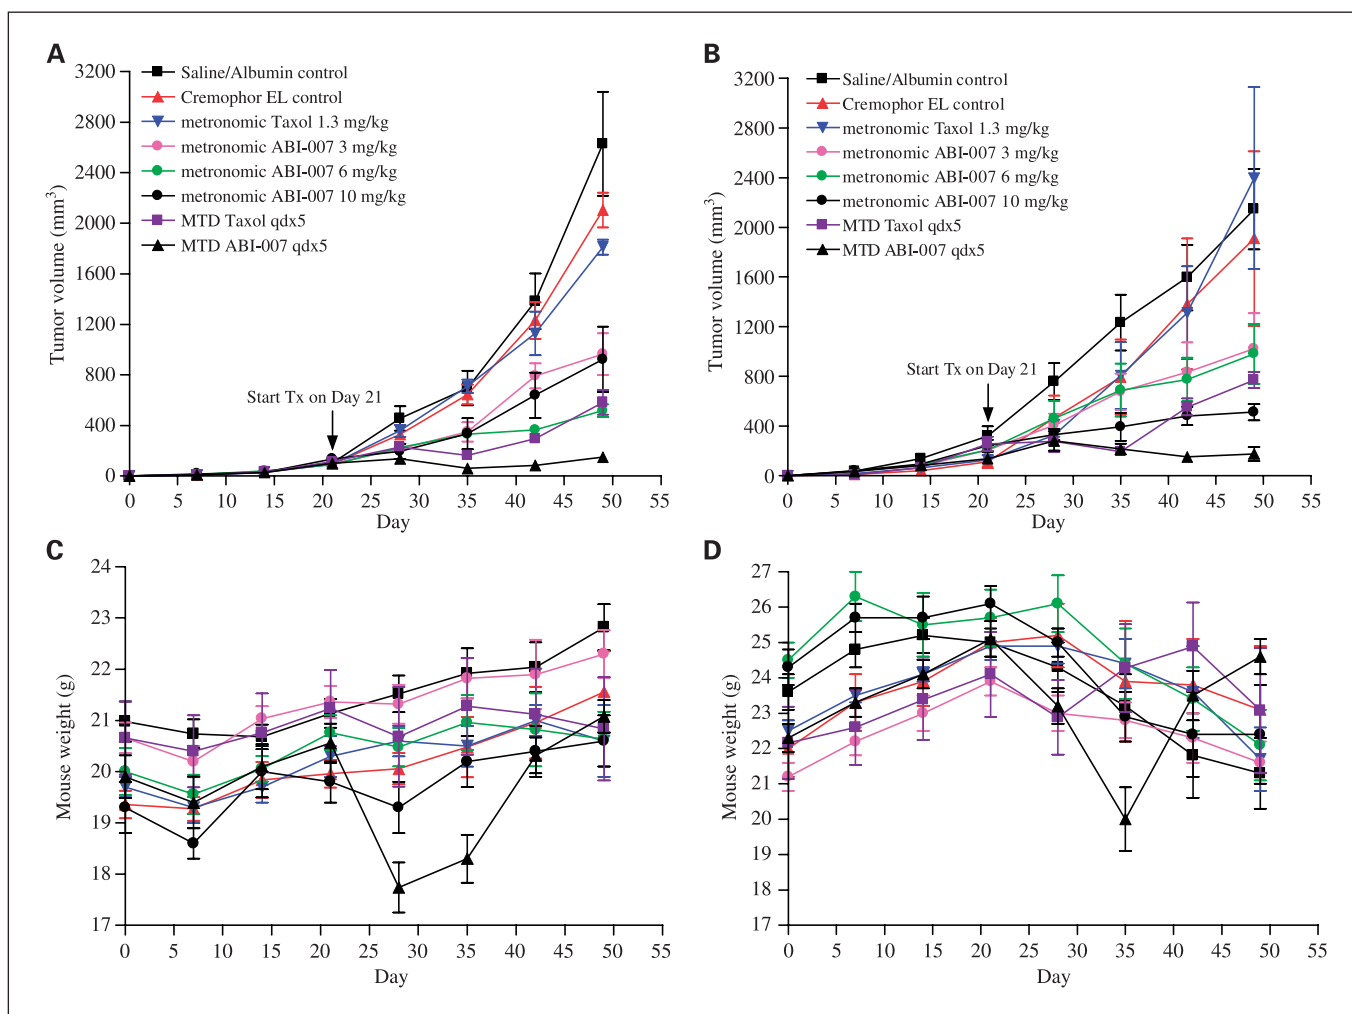 A
Saline/Albumin control
Cremophor EL control
metronomic Taxol 1.3 mg/kg
metronomic ABI-007 3 mg/kg
metronomic ABI-007 6 mg/kg
metronomic ABI-007 10 mg/kg
MTD Taxol qdx5
MTD ABI-007 qdx5
Tumor volume (mm³)
3200
2800
2400
2000
1600
1200
800
400
0
Start Tx on Day 21
0 5 10 15 20 25 30 35 40 45 50 55
Day
B
Saline/Albumin control
Cremophor EL control
metronomic Taxol 1.3 mg/kg
metronomic ABI-007 3 mg/kg
metronomic ABI-007 6 mg/kg
metronomic ABI-007 10 mg/kg
MTD Taxol qdx5
MTD ABI-007 qdx5
Tumor volume (mm³)
3200
2800
2400
2000
1600
1200
800
400
0
Start Tx on Day 21
0 5 10 15 20 25 30 35 40 45 50 55
Day
C
Mouse weight (g)
24
23
22
21
20
19
18
17
0 5 10 15 20 25 30 35 40 45 50 55
Day
D
Mouse weight (g)
27
26
25
24
23
22
21
20
19
18
17
0 5 10 15 20 25 30 35 40 45 50 55
Day